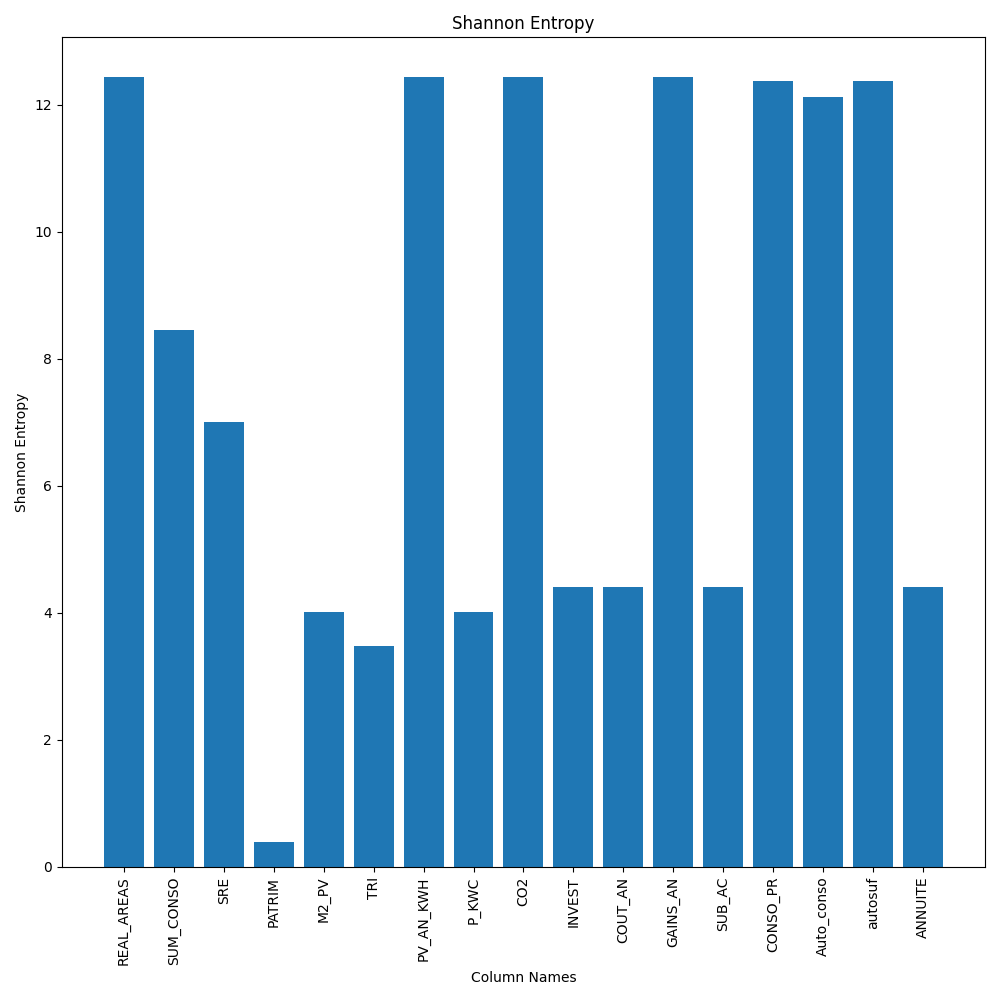 Shannon Entropy
Shannon Entropy
12
10
8
6
4
2
0
REAL_AREAS
SUM_CONSO
SRE
PATRIM
M2_PV
TRI
PV_AN_KWH
P_KWC
CO2
INVEST
COUT_AN
GAINS_AN
SUB_AC
CONSO_PR
Auto_conso
autosuf
ANNUITE
Column Names